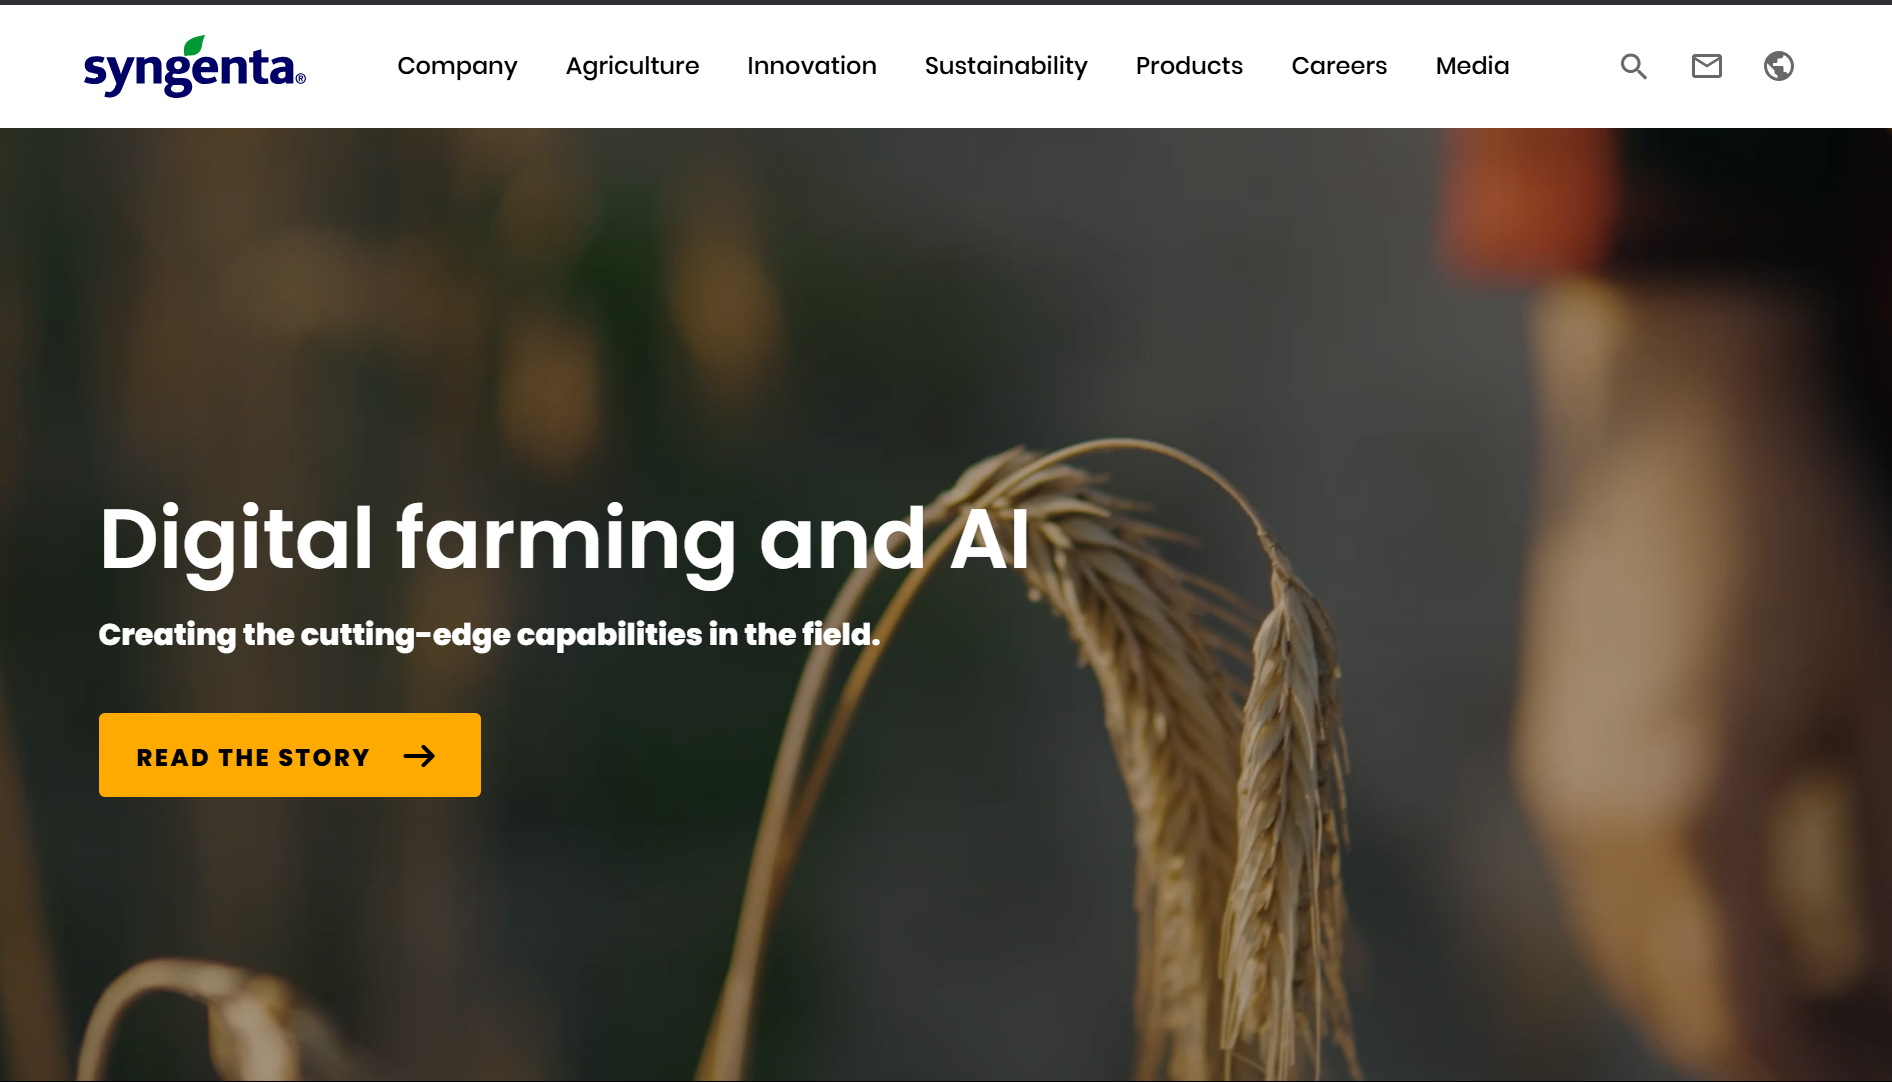 syngenta®
Company Agriculture Innovation Sustainability Products Careers Media
Digital farming and AI
Creating the cutting-edge capabilities in the field.
READ THE STORY